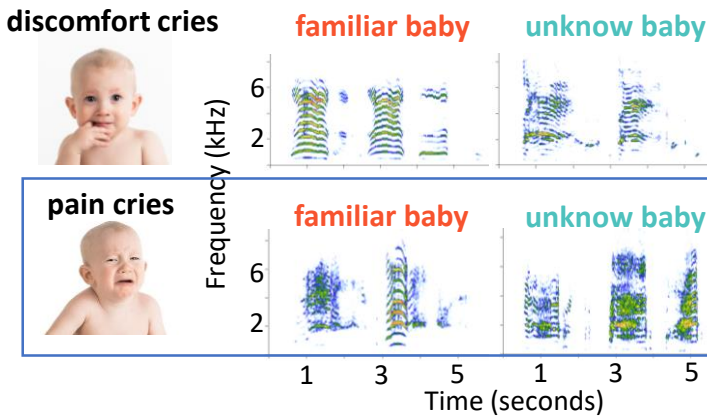 discomfort cries
familiar baby
unknow baby
6
2
Frequency (kHz)
pain cries
familiar baby
unknow baby
6
2
1 3 5 1 3 5
Time (seconds)